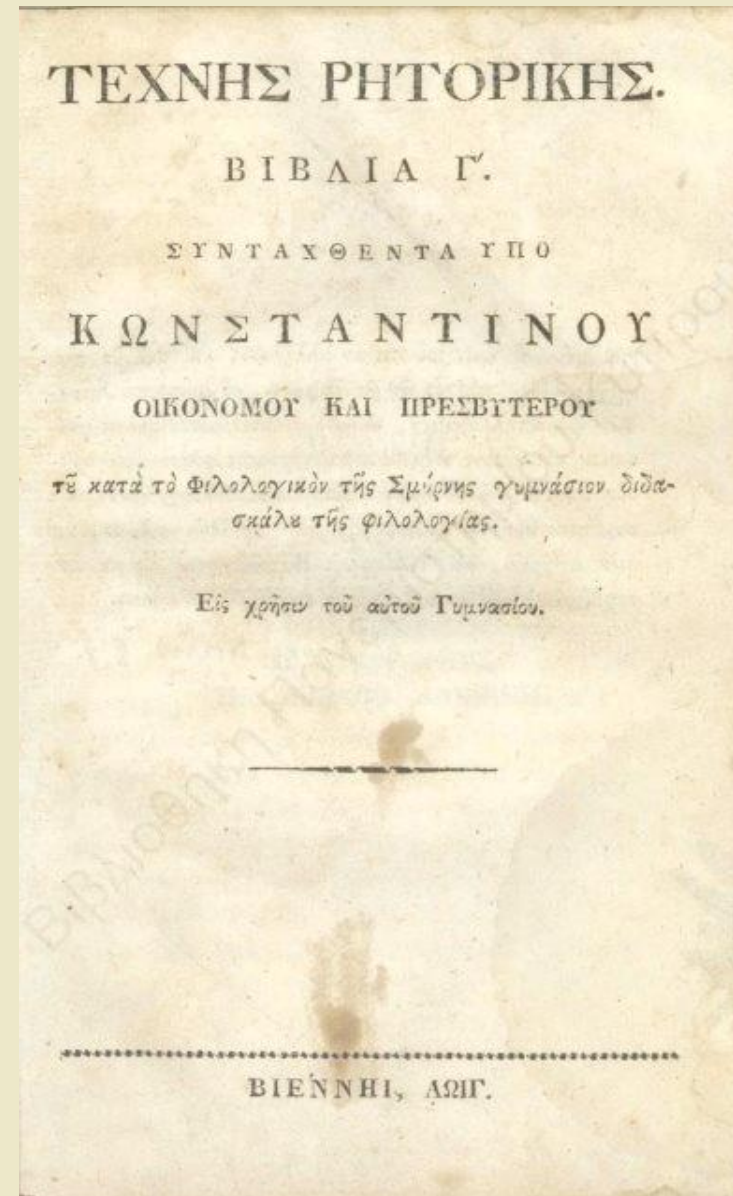 ΤΕΧΝΗΣ ΡΗΤΟΡΙΚΗΣ.
ΒΙΒΛΙΑ Γ'.
ΣΥΝΤΑΧΘΕΝΤΑ ΥΠΟ
ΚΩΝΣΤΑΝΤΙΝΟΥ
ΟΙΚΟΝΟΜΟΥ ΚΑΙ ΠΡΕΣΒΥΤΕΡΟΥ
τȣ͂ κατὰ τὸ Φιλολογικὸν τῆς Σμύρνης γυμνάσιον διδα-
σκάλȣ τῆς φιλολογίας.
Εἰς χρῆσιν τοῦ αὐτοῦ Γυμνασίου.
ΒΙΕΝΝΗΙ, ΑΩΙΓ.